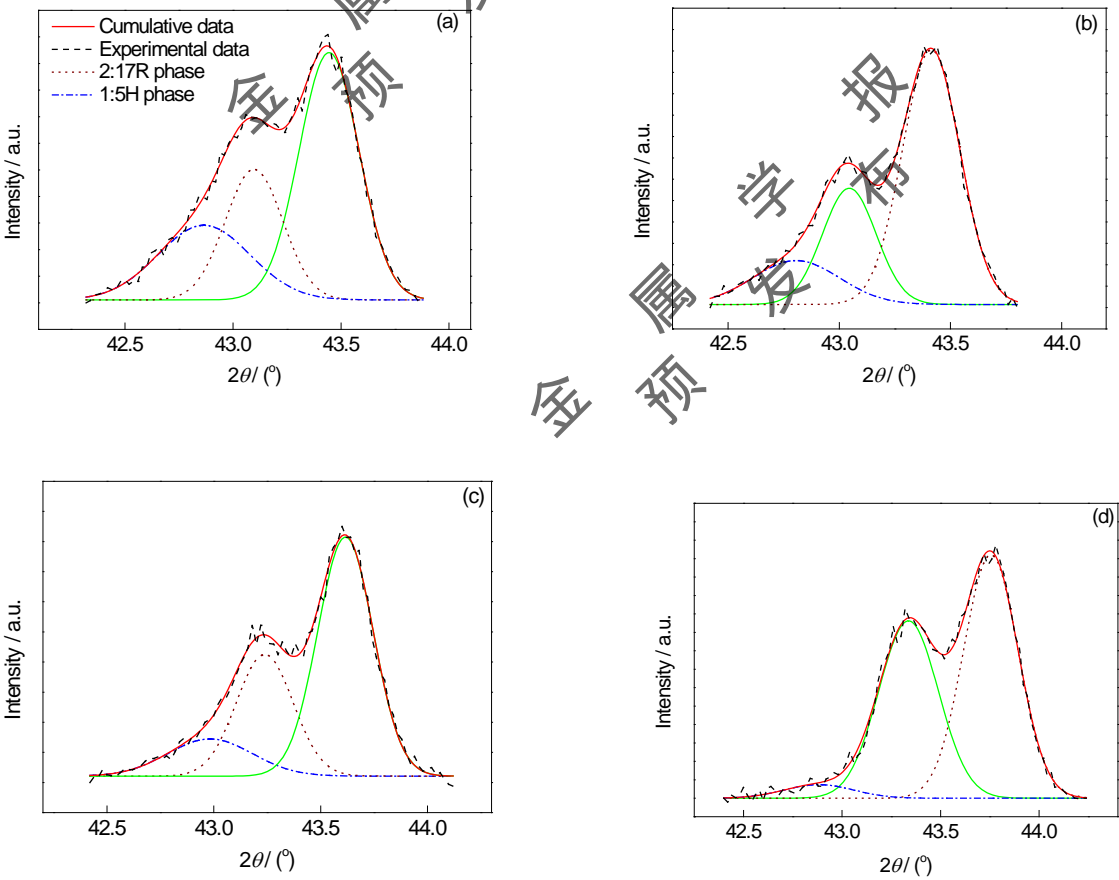 (a)
Cumulative data
Experimental data
2:17R phase
1:5H phase
Intensity / a.u.
42.5 43.0 43.5 44.0
2θ/ (°)
(b)
Intensity / a.u.
42.5 43.0 43.5 44.0
2θ/ (°)
金 预
属 发 布
学 报
金 预
(c)
Intensity / a.u.
42.5 43.0 43.5 44.0
2θ/ (°)
(d)
Intensity / a.u.
42.5 43.0 43.5 44.0
2θ/ (°)